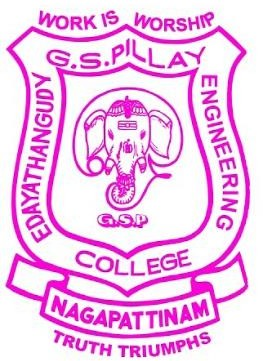 WORK IS WORSHIP
G.S.PILLAY
EDAYATHANGUDY
ENGINEERING
G.S.P
COLLEGE
NAGAPATTINAM
TRUTH TRIUMPHS